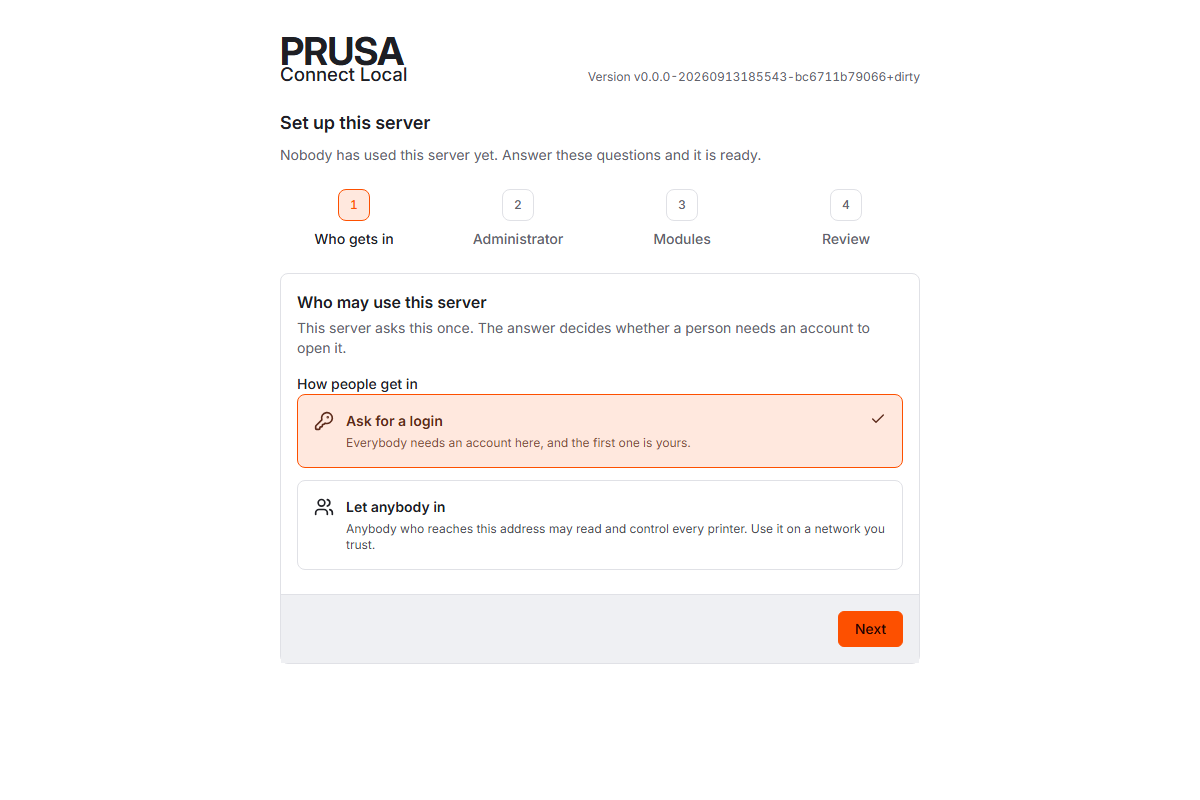 PRUSA
Connect Local
Version v0.0.0-20260913185543-bc6711b79066+dirty
Set up this server
Nobody has used this server yet. Answer these questions and it is ready.
1
2
3
4
Who gets in
Administrator
Modules
Review
Who may use this server
This server asks this once. The answer decides whether a person needs an account to
open it.
How people get in
Ask for a login
Everybody needs an account here, and the first one is yours.
Let anybody in
Anybody who reaches this address may read and control every printer. Use it on a network you
trust.
Next